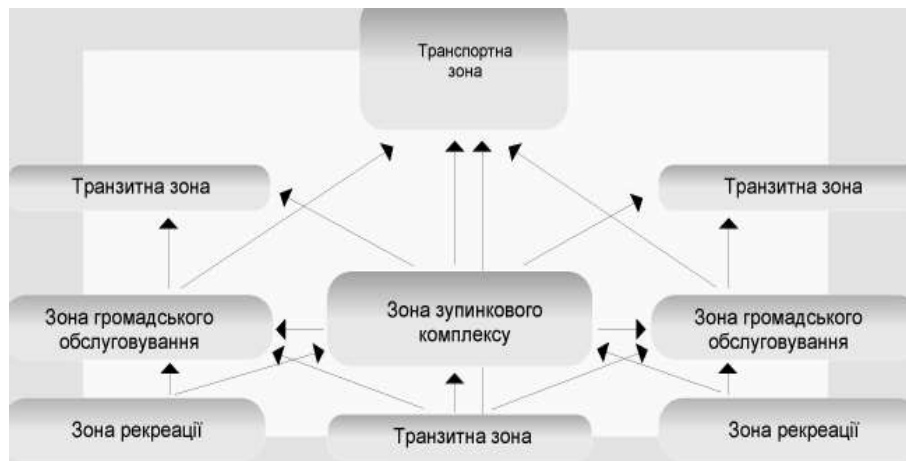 Транспортна
зона
Транзитна зона
Транзитна зона
Зона громадського
обслуговування
Зона зупинкового
комплексу
Зона громадського
обслуговування
Зона рекреації
Транзитна зона
Зона рекреації